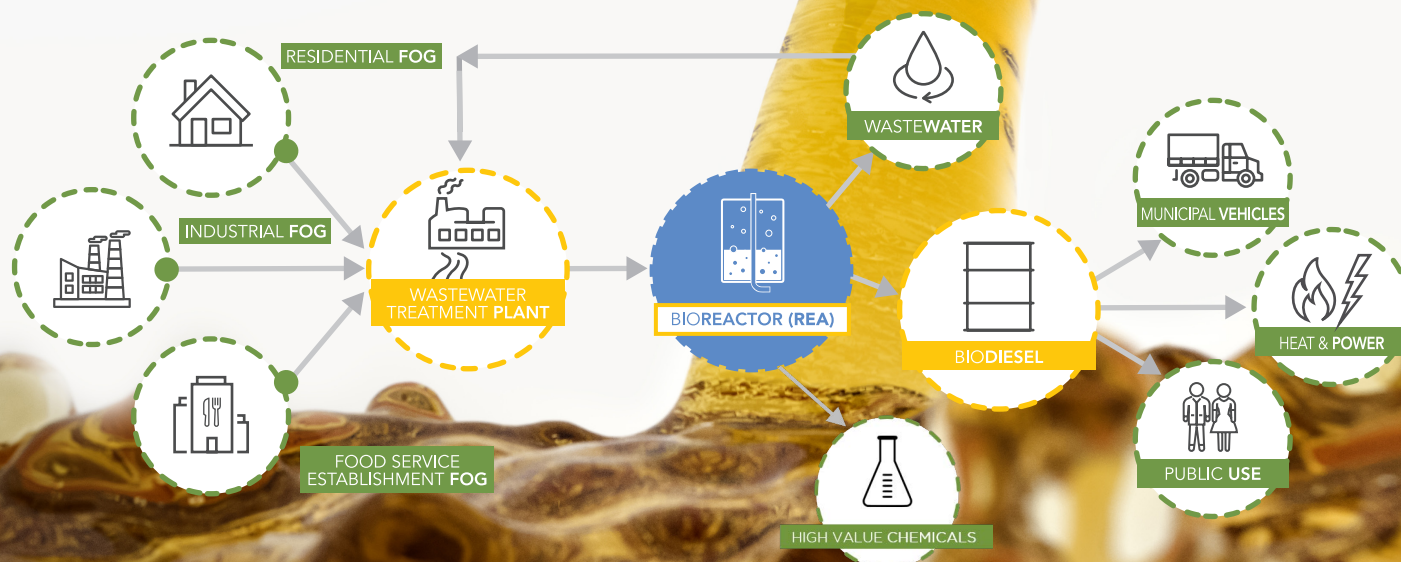 RESIDENTIAL FOG
WASTEWATER
INDUSTRIAL FOG
MUNICIPAL VEHICLES
WASTEWATER
TREATMENT PLANT
BIOREACTOR (REA)
BIODIESEL
HEAT & POWER
FOOD SERVICE
ESTABLISHMENT FOG
PUBLIC USE
HIGH VALUE CHEMICALS